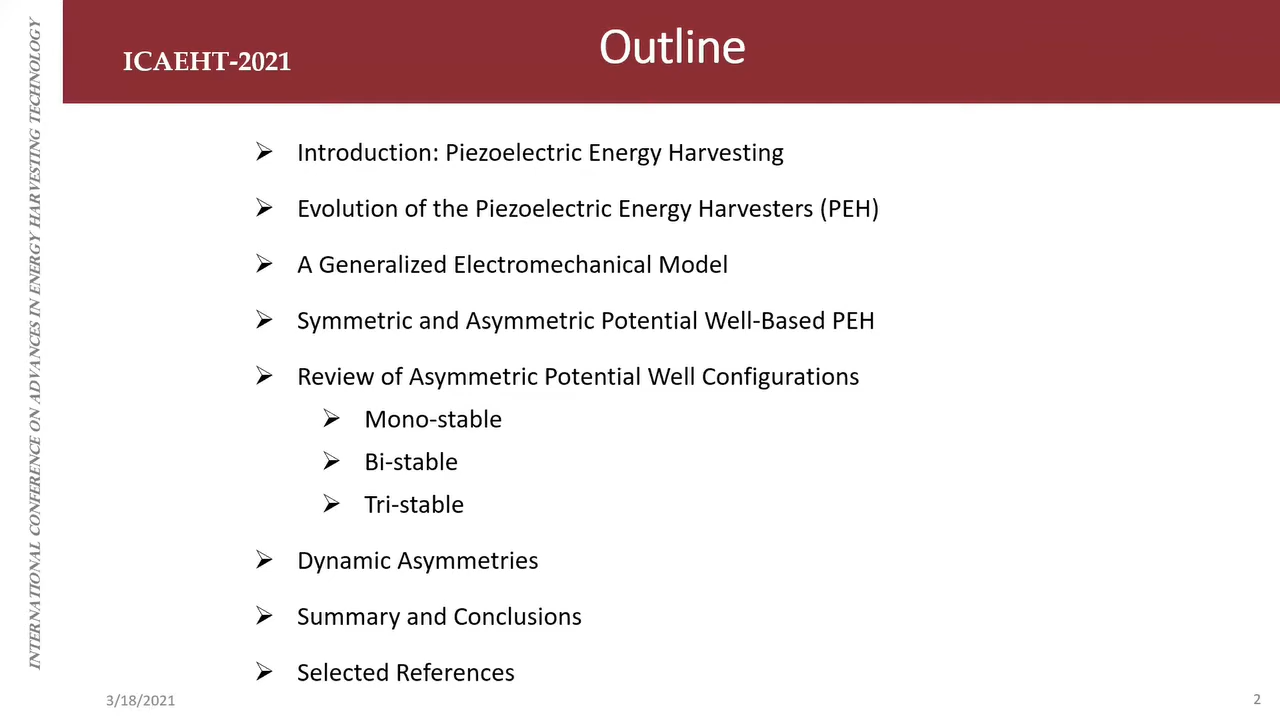 INTERNATIONAL CONFERENCE ON ADVANCES IN ENERGY HARVESTING TECHNOLOGY
ICAEHT-2021
Outline
Introduction: Piezoelectric Energy Harvesting
Evolution of the Piezoelectric Energy Harvesters (PEH)
A Generalized Electromechanical Model
Symmetric and Asymmetric Potential Well-Based PEH
Review of Asymmetric Potential Well Configurations
Mono-stable
Bi-stable
Tri-stable
Dynamic Asymmetries
Summary and Conclusions
Selected References
3/18/2021
2